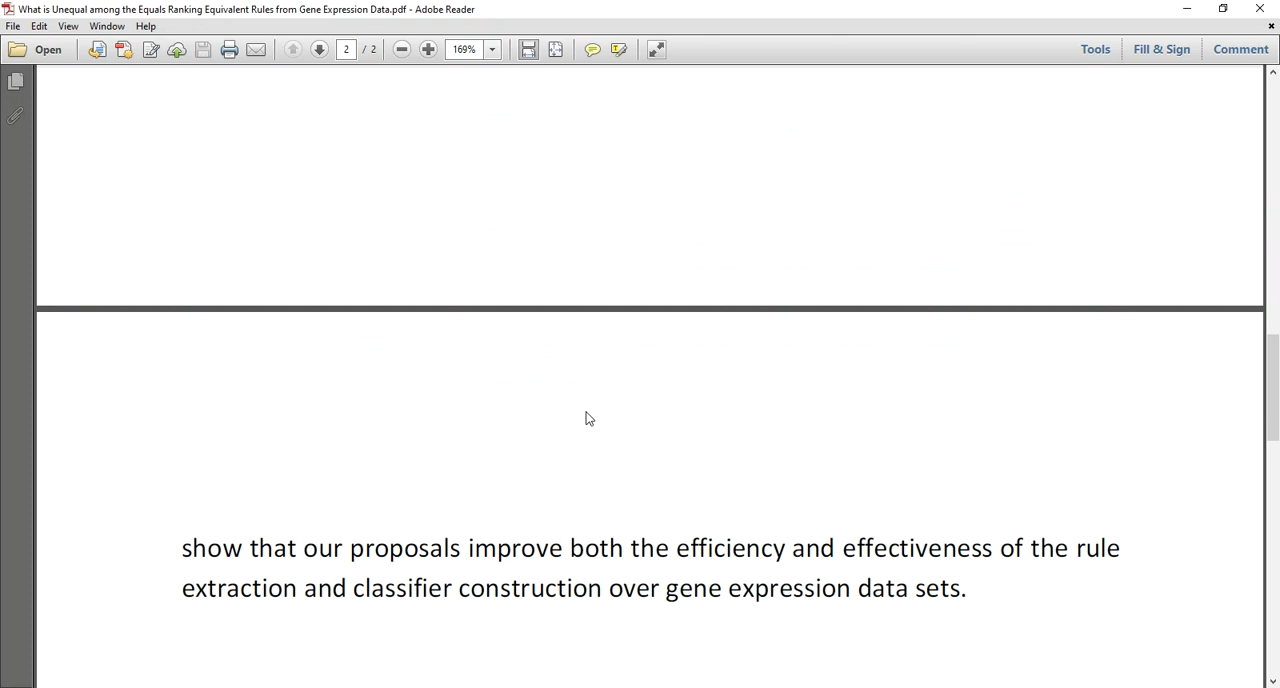 What is Unequal among the Equals Ranking Equivalent Rules from Gene Expression Data.pdf - Adobe Reader
File Edit View Window Help
Open 2 / 2 169% Tools Fill & Sign Comment
show that our proposals improve both the efficiency and effectiveness of the rule
extraction and classifier construction over gene expression data sets.